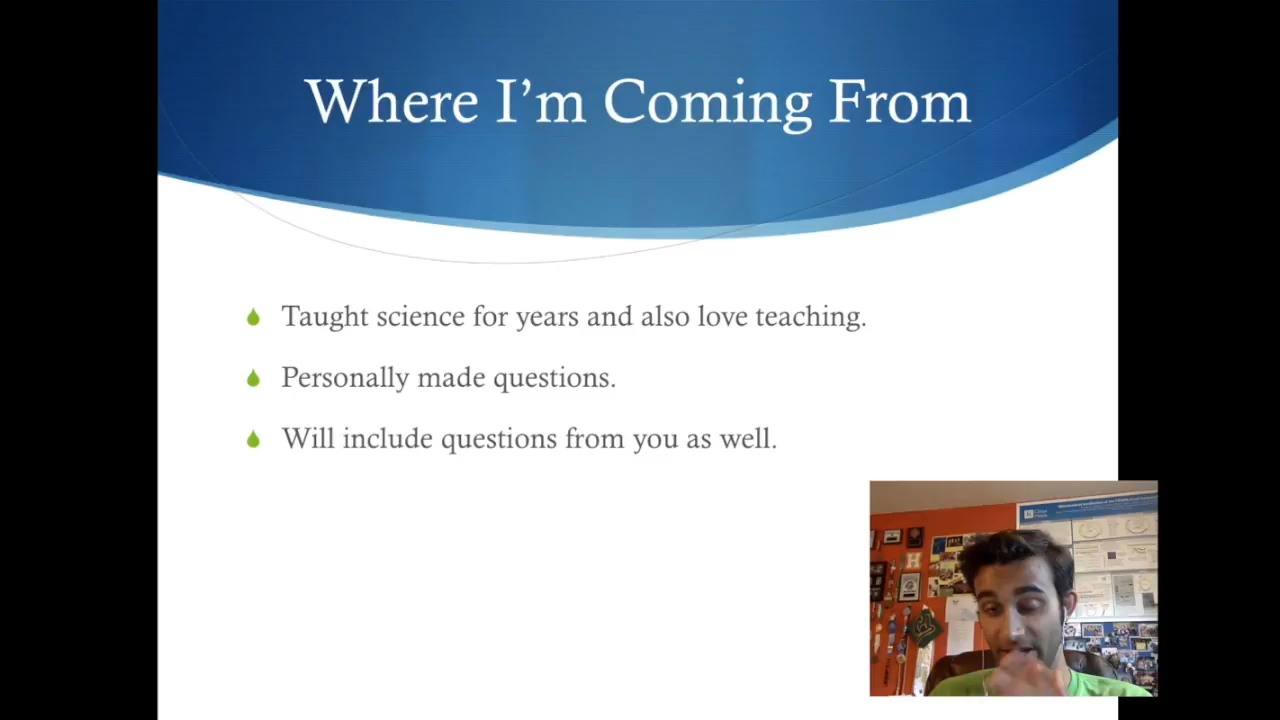 Where I'm Coming From
Taught science for years and also love teaching.
Personally made questions.
Will include questions from you as well.
H